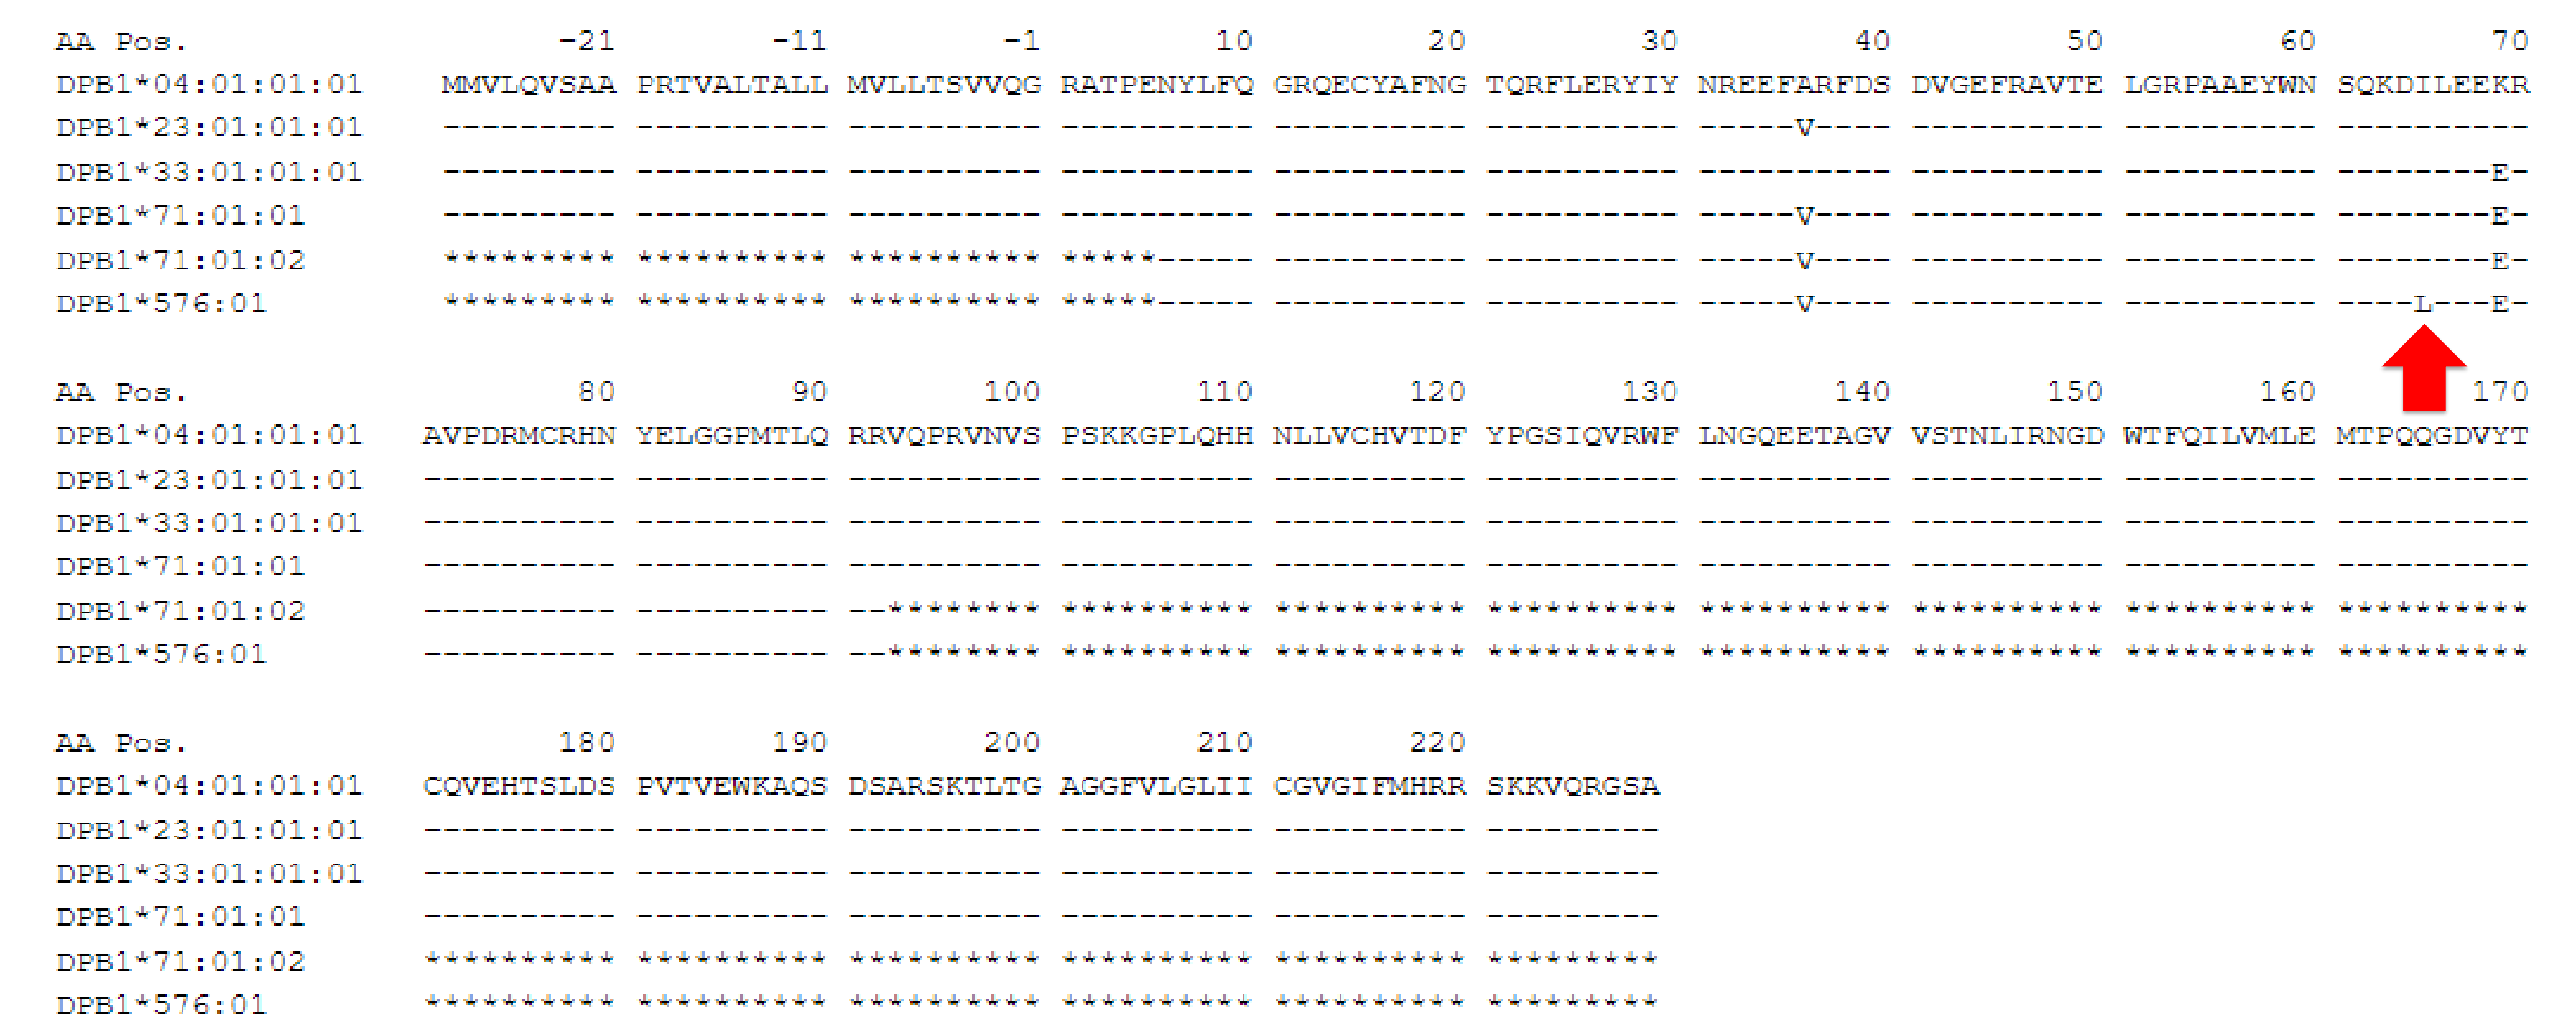 AA Pos. -21 -11 -1 10 20 30 40 50 60 70
DPB1*04:01:01:01 MMVLQVSAA PRTVALTALL MVLLTSVVQG RATPENYLFQ GRQECYAFNG TQRFLERYIY NREEFARFDS DVGEFRAVTE LGRPAAEYWN SQKDILEEKR
DPB1*23:01:01:01 --------- ---------- ---------- ---------- ---------- ---------- -----V---- ---------- ---------- ----------
DPB1*33:01:01:01 --------- ---------- ---------- ---------- ---------- ---------- ---------- ---------- ---------- --------E-
DPB1*71:01:01 --------- ---------- ---------- ---------- ---------- ---------- -----V---- ---------- ---------- --------E-
DPB1*71:01:02 ********* ********** ********** *****----- ---------- ---------- -----V---- ---------- ---------- --------E-
DPB1*576:01 ********* ********** ********** *****----- ---------- ---------- -----V---- ---------- ---------- ----L---E-
AA Pos. 80 90 100 110 120 130 140 150 160 170
DPB1*04:01:01:01 AVPDRMCRHN YELGGPMTLQ RRVQPRVNVS PSKKGPLQHH NLLVCHVTDF YPGSIQVRWF LNGQEETAGV VSTNLIRNGD WTFQILVMLE MTPQQGDVYT
DPB1*23:01:01:01 ---------- ---------- ---------- ---------- ---------- ---------- ---------- ---------- ---------- ----------
DPB1*33:01:01:01 ---------- ---------- ---------- ---------- ---------- ---------- ---------- ---------- ---------- ----------
DPB1*71:01:01 ---------- ---------- ---------- ---------- ---------- ---------- ---------- ---------- ---------- ----------
DPB1*71:01:02 ---------- ---------- --******** ********** ********** ********** ********** ********** ********** **********
DPB1*576:01 ---------- ---------- --******** ********** ********** ********** ********** ********** ********** **********
AA Pos. 180 190 200 210 220
DPB1*04:01:01:01 CQVEHTSLDS PVTVEWKAQS DSARSKTLTG AGGFVLGLII CGVGIFMHRR SKKVQRGSA
DPB1*23:01:01:01 ---------- ---------- ---------- ---------- ---------- ---------
DPB1*33:01:01:01 ---------- ---------- ---------- ---------- ---------- ---------
DPB1*71:01:01 ---------- ---------- ---------- ---------- ---------- ---------
DPB1*71:01:02 ********** ********** ********** ********** ********** *********
DPB1*576:01 ********** ********** ********** ********** ********** *********